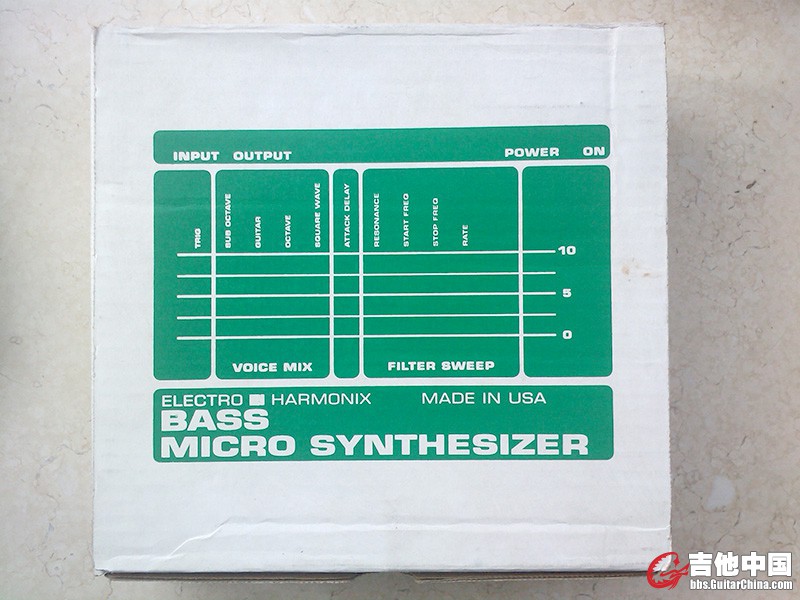 INPUT OUTPUT POWER ON
TRIG
SUB OCTAVE
GUITAR
OCTAVE
SQUARE WAVE
ATTACK DELAY
RESONANCE
START FREQ
STOP FREQ
RATE
10
5
0
VOICE MIX FILTER SWEEP
ELECTRO HARMONIX MADE IN USA
BASS
MICRO SYNTHESIZER
吉他中国
bbs.GuitarChina.com